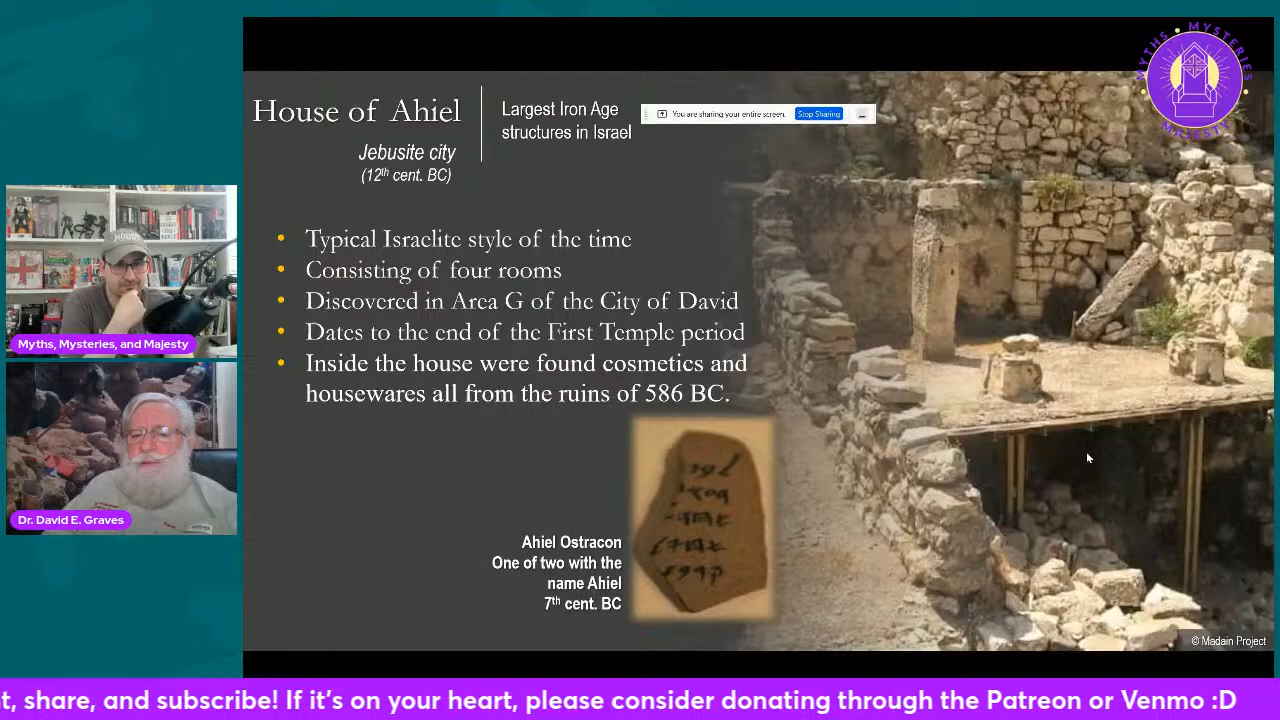 House of Ahiel
Jebusite city
(12th cent. BC)
Largest Iron Age
structures in Israel
You are sharing your entire screen.
Stop Sharing
MYTHS • MYSTERIES
MAJESTY
• Typical Israelite style of the time
• Consisting of four rooms
• Discovered in Area G of the City of David
• Dates to the end of the First Temple period
• Inside the house were found cosmetics and
housewares all from the ruins of 586 BC.
Ahiel Ostracon
One of two with the
name Ahiel
7th cent. BC
© Madain Project
Myths, Mysteries, and Majesty
Dr. David E. Graves
t, share, and subscribe! If it's on your heart, please consider donating through the Patreon or Venmo :D